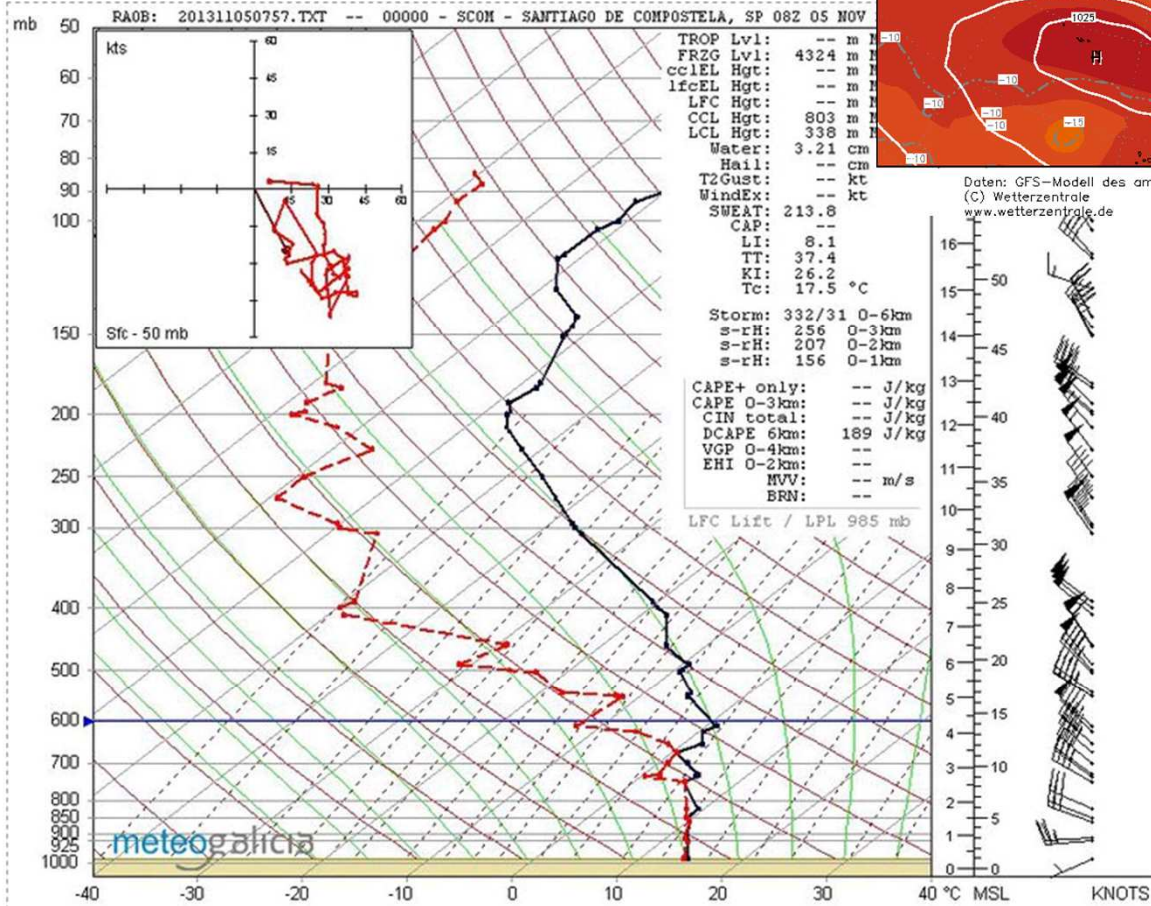 mb
RAOB: 201311050757.TXT -- 00000 - SCOM - SANTIAGO DE COMPOSTELA, SP 08Z 05 NOV
50
60
70
80
90
100
150
200
250
300
400
500
600
700
800
850
900
925
1000
kts
60
45
30
15
15 30 45 60
Sfc - 50 mb
TROP Lvl: -- m
FRZG Lvl: 4324 m
cclEL Hgt: -- m
lfcEL Hgt: -- m
LFC Hgt: -- m
CCL Hgt: 803 m
LCL Hgt: 338 m
Water: 3.21 cm
Hail: -- cm
T2Gust: -- kt
WindEx: -- kt
SWEAT: 213.8
CAP: --
LI: 8.1
TT: 37.4
KI: 26.2
Tc: 17.5 °C
Storm: 332/31 0-6km
s-rH: 256 0-3km
s-rH: 207 0-2km
s-rH: 156 0-1km
CAPE+ only: -- J/kg
CAPE 0-3km: -- J/kg
CIN total: -- J/kg
DCAPE 6km: 189 J/kg
VGP 0-4km: --
EHI 0-2km: --
MVV: -- m/s
BRN: --
LFC Lift / LPL 985 mb
1025
H
-10
-10
-10
-10
-10
-15
-10
Daten: GFS-Modell des am
(C) Wetterzentrale
www.wetterzentrale.de
16
15
14
13
12
11
10
9
8
7
6
5
4
3
2
1
0
50
45
40
35
30
25
20
15
10
5
0
meteogalicia
-40 -30 -20 -10 0 10 20 30 40 °C MSL KNOTS